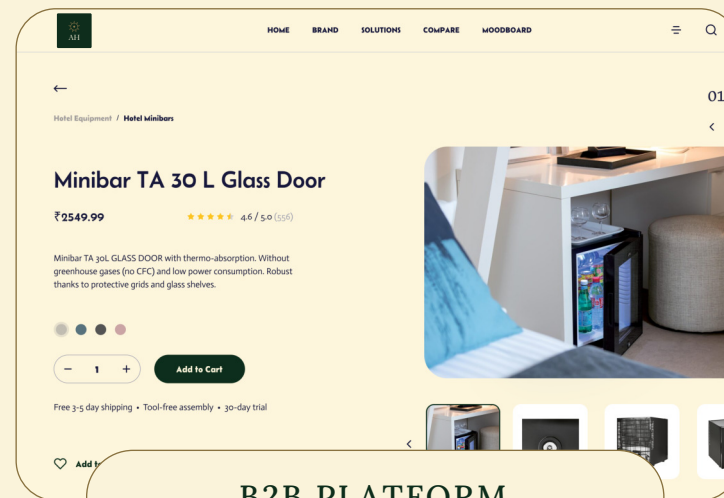 AH
HOME BRAND SOLUTIONS COMPARE MOODBOARD
01
Hotel Equipment / Hotel Minibars
Minibar TA 30 L Glass Door
₹2549.99 4.6 / 5.0 (556)
Minibar TA 30L GLASS DOOR with thermo-absorption. Without
greenhouse gases (no CFC) and low power consumption. Robust
thanks to protective grids and glass shelves.
1 Add to Cart
Free 3-5 day shipping • Tool-free assembly • 30-day trial
Add
B2B PLATFORM